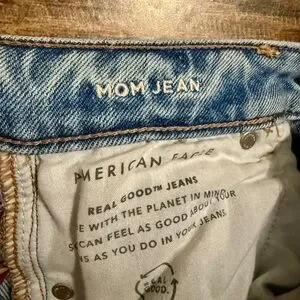 MOM JEAN
AMERICAN EAGLE
REAL GOOD™ JEANS
E WITH THE PLANET IN MIND
CAN FEEL AS GOOD ABOUT YOUR
AS YOU DO IN YOUR JEANS
REAL
GOOD.